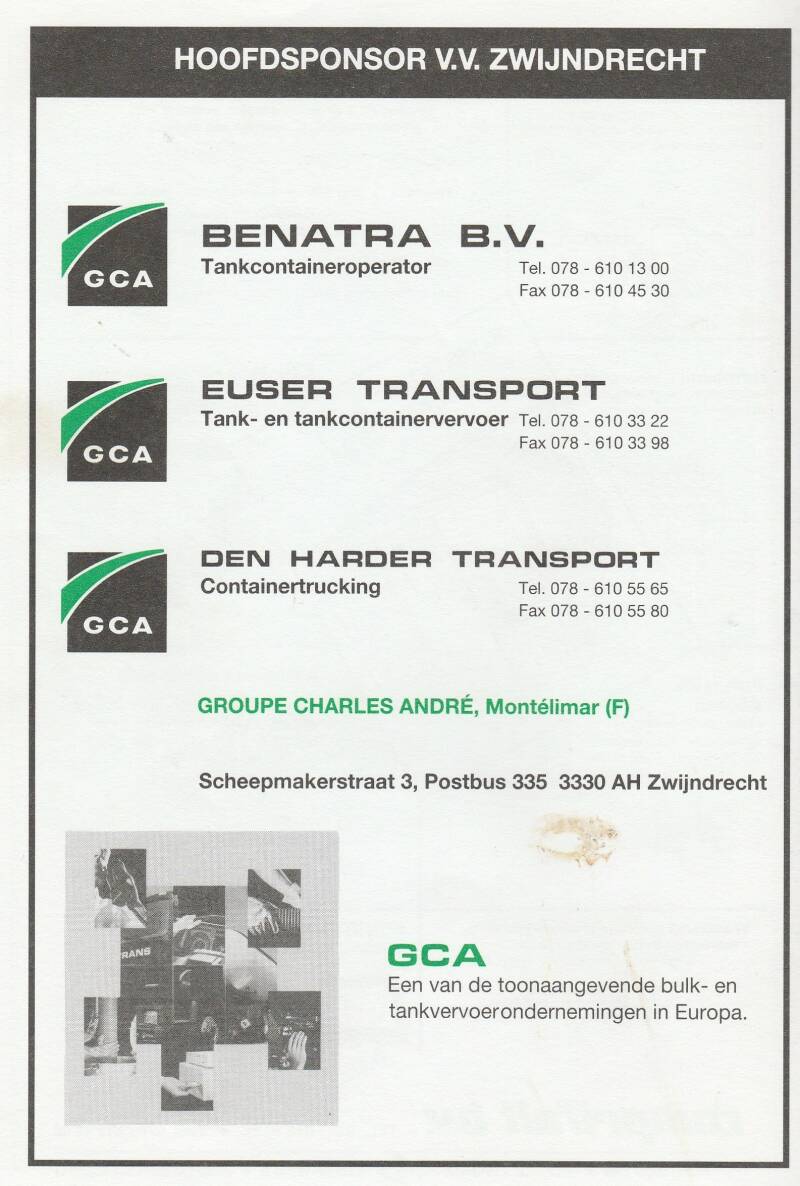 HOOFDSPONSOR V.V. ZWIJNDRECHT
GCA
BENATRA B.V.
Tankcontaineroperator
Tel. 078 - 610 13 00
Fax 078 - 610 45 30
GCA
EUSER TRANSPORT
Tank- en tankcontainervervoer
Tel. 078 - 610 33 22
Fax 078 - 610 33 98
GCA
DEN HARDER TRANSPORT
Containertrucking
Tel. 078 - 610 55 65
Fax 078 - 610 55 80
GROUPE CHARLES ANDRÉ, Montélimar (F)
Scheepmakerstraat 3, Postbus 335 3330 AH Zwijndrecht
TRANS
GCA
Een van de toonaangevende bulk- en
tankvervoerondernemingen in Europa.